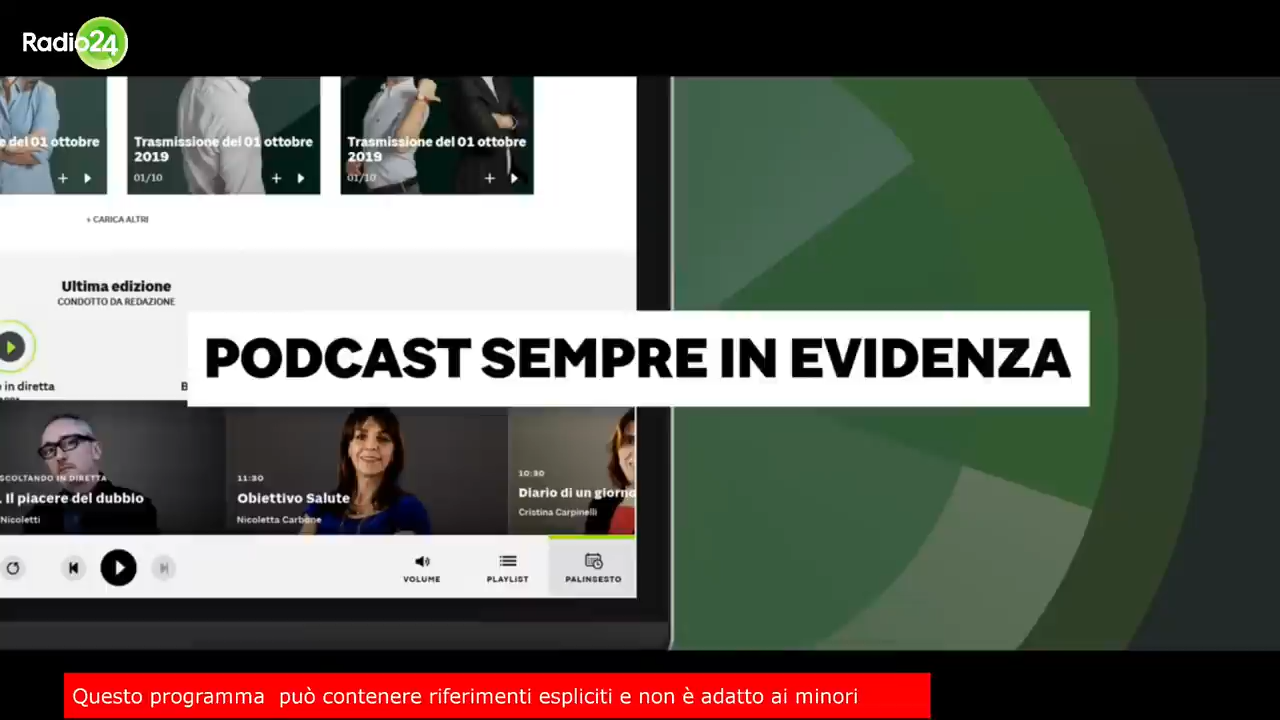 Radio24
e del 01 ottobre
Trasmissione del 01 ottobre
2019
01/10
Trasmissione del 01 ottobre
2019
01/10
+ CARICA ALTRI
Ultima edizione
CONDOTTO DA REDAZIONE
PODCAST SEMPRE IN EVIDENZA
e in diretta
SCOLTANDO IN DIRETTA
. Il piacere del dubbio
Nicoletti
11:30
Obiettivo Salute
Nicoletta Carbone
10:30
Diario di un giorno
Cristina Carpinelli
VOLUME
PLAYLIST
PALINSESTO
Questo programma può contenere riferimenti espliciti e non è adatto ai minori